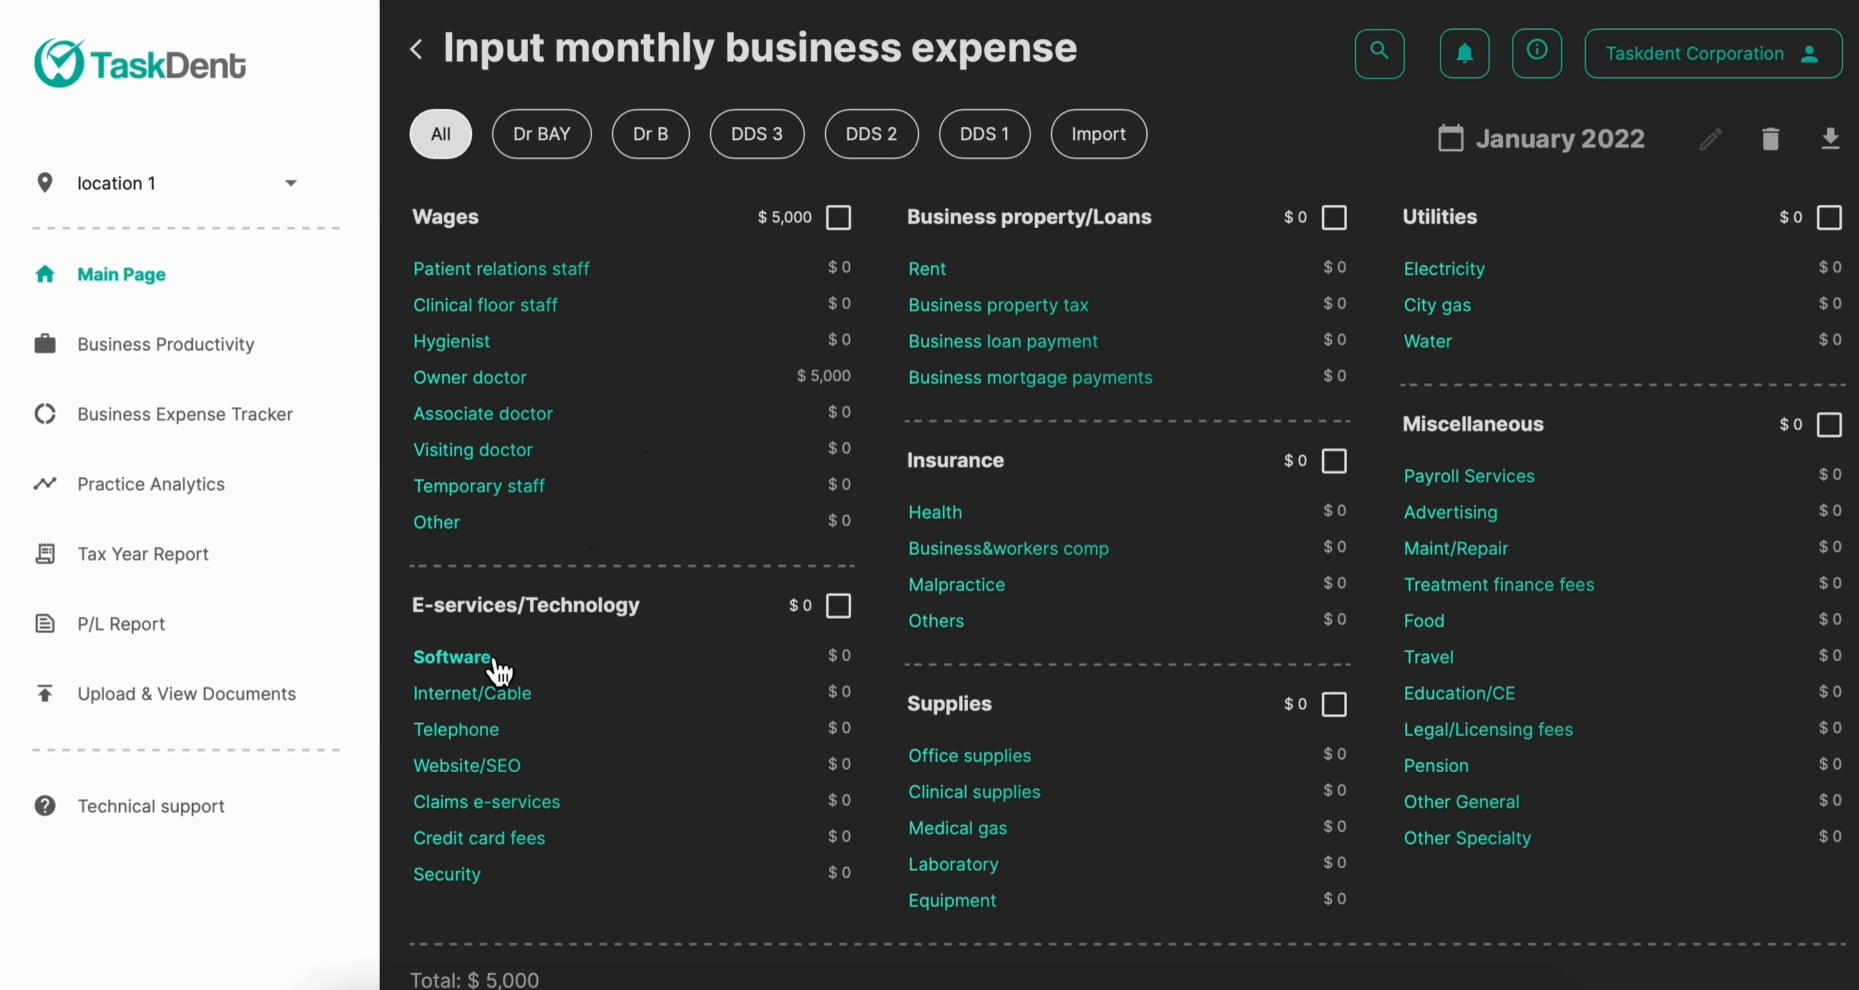 TaskDent
location 1
Main Page
Business Productivity
Business Expense Tracker
Practice Analytics
Tax Year Report
P/L Report
Upload & View Documents
Technical support
Input monthly business expense
Taskdent Corporation
All
Dr BAY
Dr B
DDS 3
DDS 2
DDS 1
Import
January 2022
Wages $ 5,000
Patient relations staff $ 0
Clinical floor staff $ 0
Hygienist $ 0
Owner doctor $ 5,000
Associate doctor $ 0
Visiting doctor $ 0
Temporary staff $ 0
Other $ 0
E-services/Technology $ 0
Software $ 0
Internet/Cable $ 0
Telephone $ 0
Website/SEO $ 0
Claims e-services $ 0
Credit card fees $ 0
Security $ 0
Business property/Loans $ 0
Rent $ 0
Business property tax $ 0
Business loan payment $ 0
Business mortgage payments $ 0
Insurance $ 0
Health $ 0
Business&workers comp $ 0
Malpractice $ 0
Others $ 0
Supplies $ 0
Office supplies $ 0
Clinical supplies $ 0
Medical gas $ 0
Laboratory $ 0
Equipment $ 0
Utilities $ 0
Electricity $ 0
City gas $ 0
Water $ 0
Miscellaneous $ 0
Payroll Services $ 0
Advertising $ 0
Maint/Repair $ 0
Treatment finance fees $ 0
Food $ 0
Travel $ 0
Education/CE $ 0
Legal/Licensing fees $ 0
Pension $ 0
Other General $ 0
Other Specialty $ 0
Total: $ 5,000